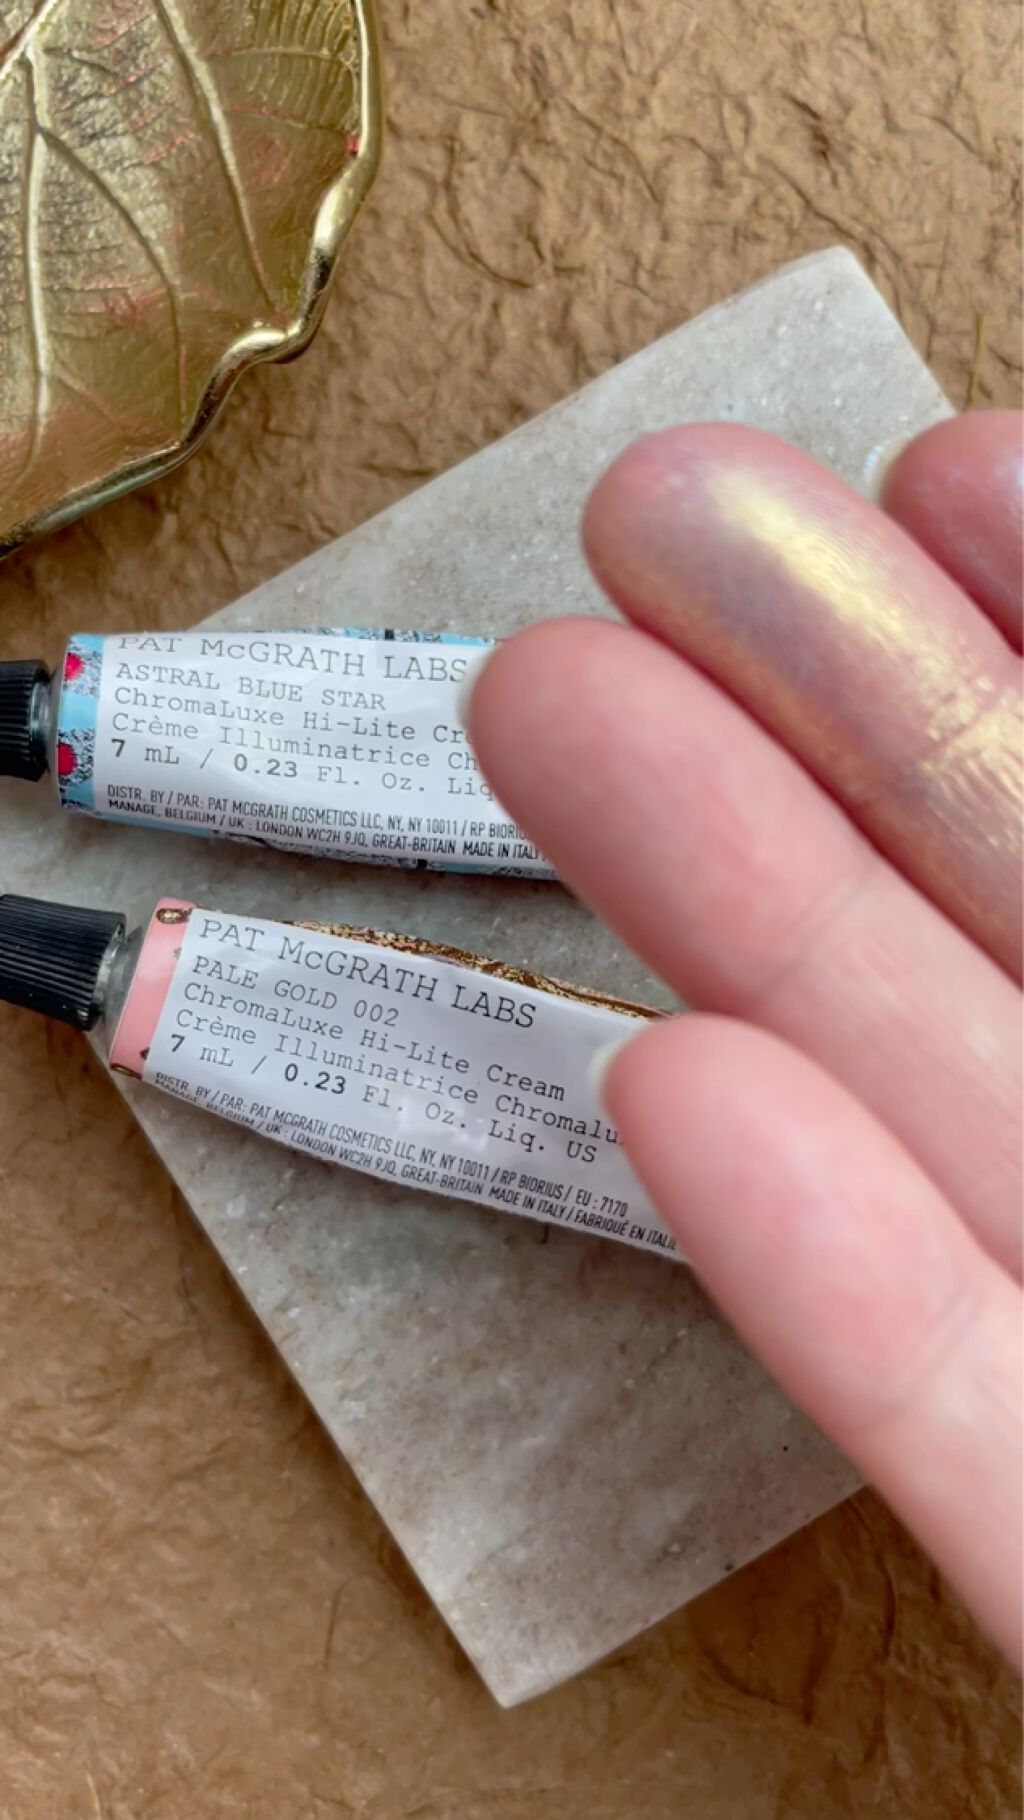 PAT McGRATH LABS
ASTRAL BLUE STAR
ChromaLuxe Hi-Lite
Crème Illuminatrice
7 mL / 0.23 Fl. Oz.
DISTR. BY / PAR: PAT MCGRATH COSMETICS LLC, NY, NY 10011 / RP
MANAGE, BELGIUM / UK : LONDON WC2H 9JQ, GREAT-BRITAIN MADE IN ITALY
PAT McGRATH LABS
PALE GOLD 002
ChromaLuxe Hi-Lite Cream
Crème Illuminatrice
7 mL / 0.23 Fl. Oz. Liq. US
DISTR. BY / PAR: PAT MCGRATH COSMETICS LLC, NY, NY 10011 / RP BIORIUS / EU : 7170
MANAGE, BELGIUM / UK : LONDON WC2H 9JQ, GREAT-BRITAIN MADE IN ITALY / FABRIQUÉ EN ITALIE